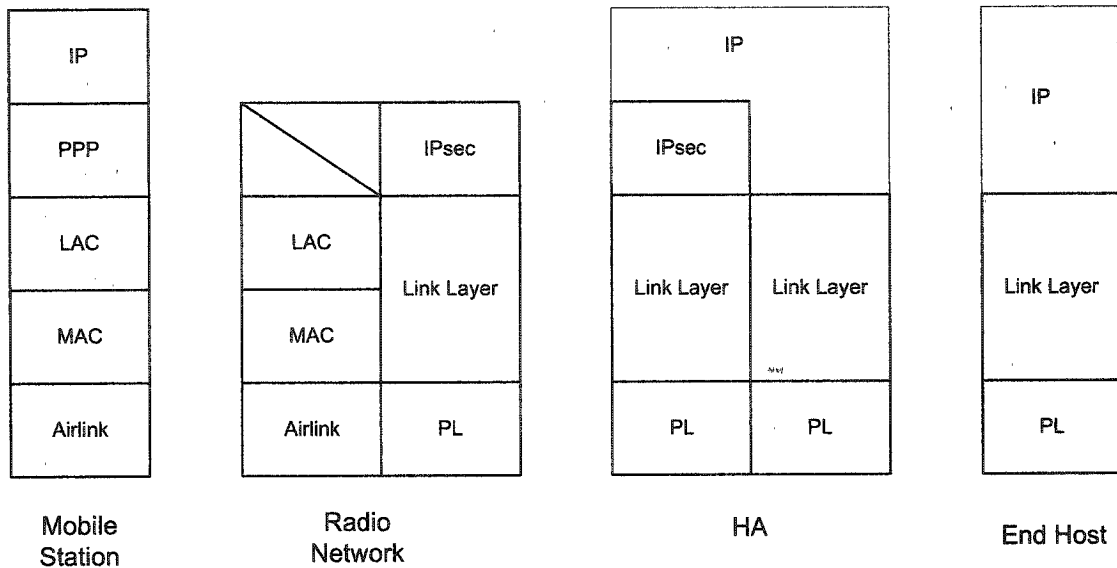 IP
PPP
LAC
MAC
Airlink
Mobile
Station
IPsec
LAC
Link Layer
MAC
Airlink
PL
Radio
Network
IP
IPsec
Link Layer
Link Layer
PL
PL
HA
IP
Link Layer
PL
End Host